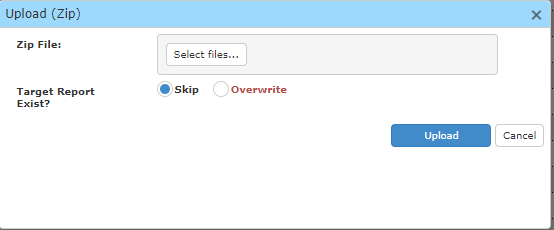 Upload (Zip)
Zip File:
Select files...
Target Report
Exist?
Skip
Overwrite
Upload
Cancel